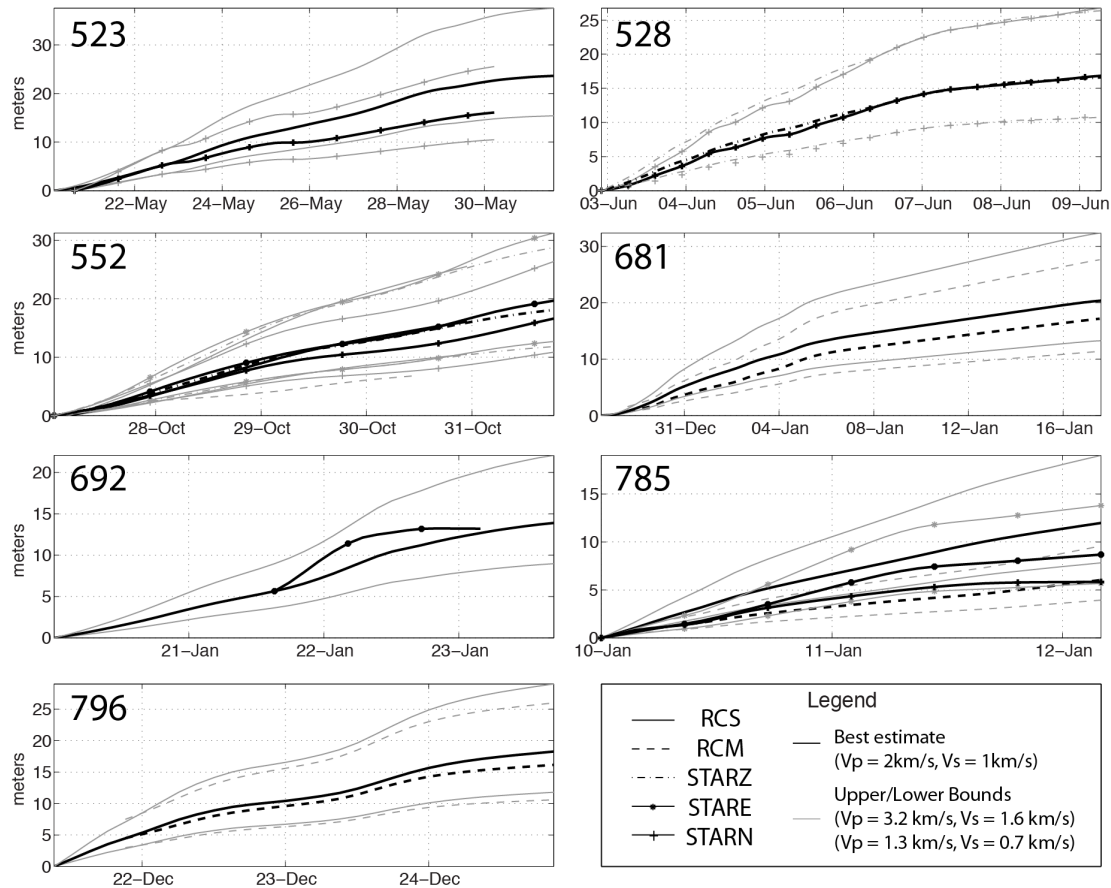 523
meters
30
20
10
0
22–May
24–May
26–May
28–May
30–May
528
25
20
15
10
5
0
03–Jun
04–Jun
05–Jun
06–Jun
07–Jun
08–Jun
09–Jun
552
meters
30
20
10
0
28–Oct
29–Oct
30–Oct
31–Oct
681
30
20
10
0
31–Dec
04–Jan
08–Jan
12–Jan
16–Jan
692
meters
20
15
10
5
0
21–Jan
22–Jan
23–Jan
785
15
10
5
0
10–Jan
11–Jan
12–Jan
796
meters
25
20
15
10
5
0
22–Dec
23–Dec
24–Dec
Legend
RCS
RCM
STARZ
STARE
STARN
Best estimate
(Vp = 2km/s, Vs = 1km/s)
Upper/Lower Bounds
(Vp = 3.2 km/s, Vs = 1.6 km/s)
(Vp = 1.3 km/s, Vs = 0.7 km/s)